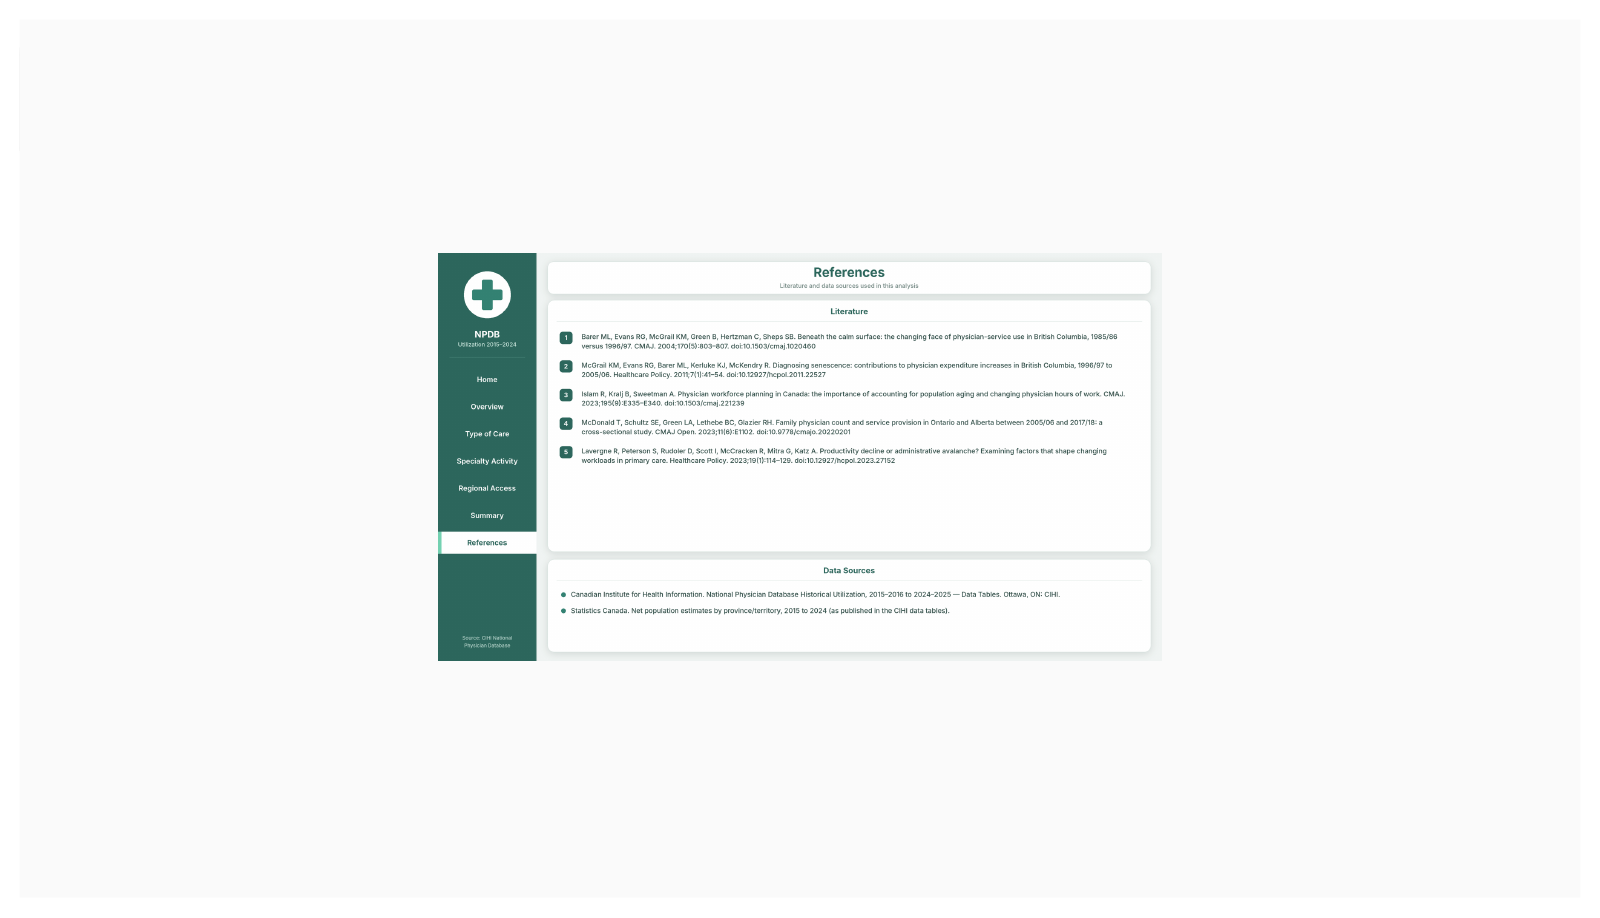 NPDB
Utilization 2015–2024
Home
Overview
Type of Care
Specialty Activity
Regional Access
Summary
References
Source: CIHI National
Physician Database
References
Literature and data sources used in this analysis
Literature
1 Barer ML, Evans RG, McGrail KM, Green B, Hertzman C, Sheps SB. Beneath the calm surface: the changing face of physician-service use in British Columbia, 1985/86
versus 1996/97. CMAJ. 2004;170(5):803–807. doi:10.1503/cmaj.1020460
2 McGrail KM, Evans RG, Barer ML, Kerluke KJ, McKendry R. Diagnosing senescence: contributions to physician expenditure increases in British Columbia, 1996/97 to
2005/06. Healthcare Policy. 2011;7(1):41–54. doi:10.12927/hcpol.2011.22527
3 Islam R, Kralj B, Sweetman A. Physician workforce planning in Canada: the importance of accounting for population aging and changing physician hours of work. CMAJ.
2023;195(9):E335–E340. doi:10.1503/cmaj.221239
4 McDonald T, Schultz SE, Green LA, Lethebe BC, Glazier RH. Family physician count and service provision in Ontario and Alberta between 2005/06 and 2017/18: a
cross-sectional study. CMAJ Open. 2023;11(6):E1102. doi:10.9778/cmajo.20220201
5 Lavergne R, Peterson S, Rudoler D, Scott I, McCracken R, Mitra G, Katz A. Productivity decline or administrative avalanche? Examining factors that shape changing
workloads in primary care. Healthcare Policy. 2023;19(1):114–129. doi:10.12927/hcpol.2023.27152
Data Sources
Canadian Institute for Health Information. National Physician Database Historical Utilization, 2015–2016 to 2024–2025 — Data Tables. Ottawa, ON: CIHI.
Statistics Canada. Net population estimates by province/territory, 2015 to 2024 (as published in the CIHI data tables).